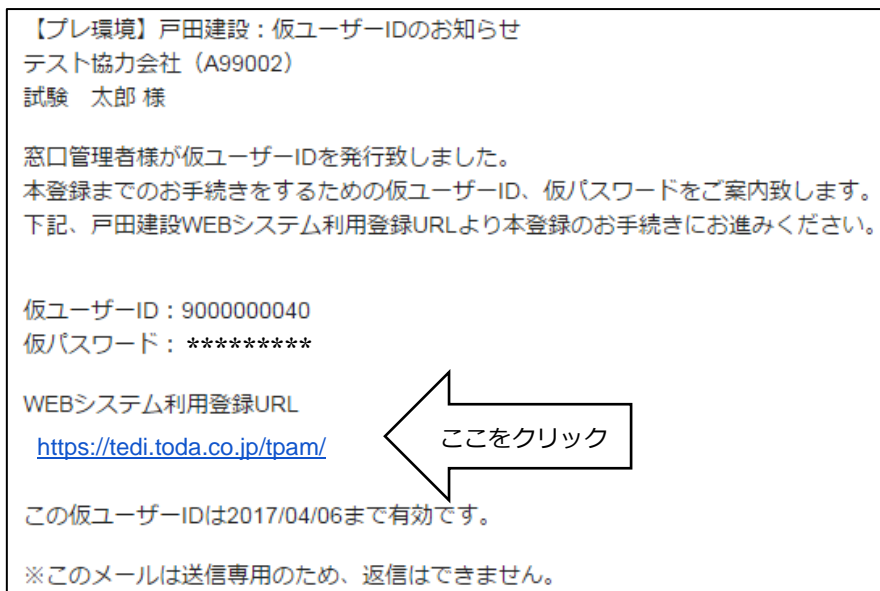 【プレ環境】戸田建設：仮ユーザーIDのお知らせ
テスト協力会社（A99002）
試験　太郎 様
窓口管理者様が仮ユーザーIDを発行致しました。
本登録までのお手続きをするための仮ユーザーID、仮パスワードをご案内致します。
下記、戸田建設WEBシステム利用登録URLより本登録のお手続きにお進みください。
仮ユーザーID：9000000040
仮パスワード： *********
WEBシステム利用登録URL
ここをクリック
https://tedi.toda.co.jp/tpam/
この仮ユーザーIDは2017/04/06まで有効です。
※このメールは送信専用のため、返信はできません。